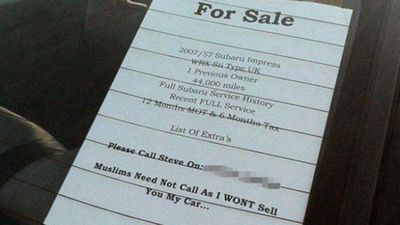 For Sale
2007/57 Subaru Impreza
WRX Sti Type UK
1 Previous Owner
44,000 miles
Full Subaru Service History
Recent FULL Service
12 Months MOT & 6 Months Tax
List Of Extra's
Please Call Steve On:
Muslims Need Not Call As I WONT Sell
You My Car...